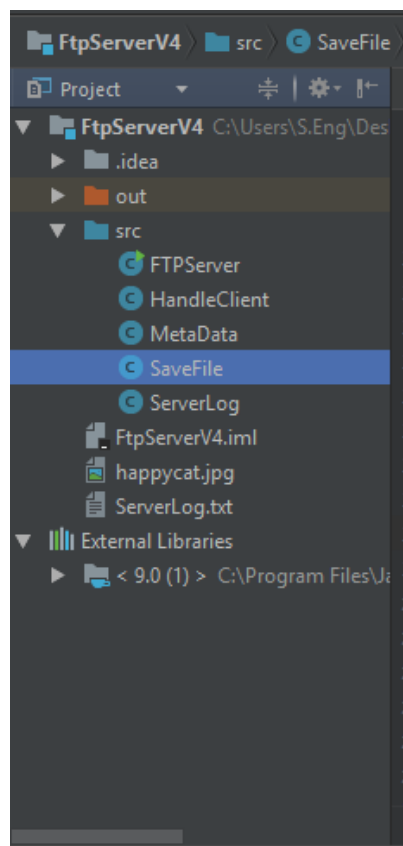 FtpServerV4 src SaveFile
Project
FtpServerV4 C:\Users\S.Eng\Des
.idea
out
src
FTPServer
HandleClient
MetaData
SaveFile
ServerLog
FtpServerV4.iml
happycat.jpg
ServerLog.txt
External Libraries
< 9.0 (1) > C:\Program Files\Ja